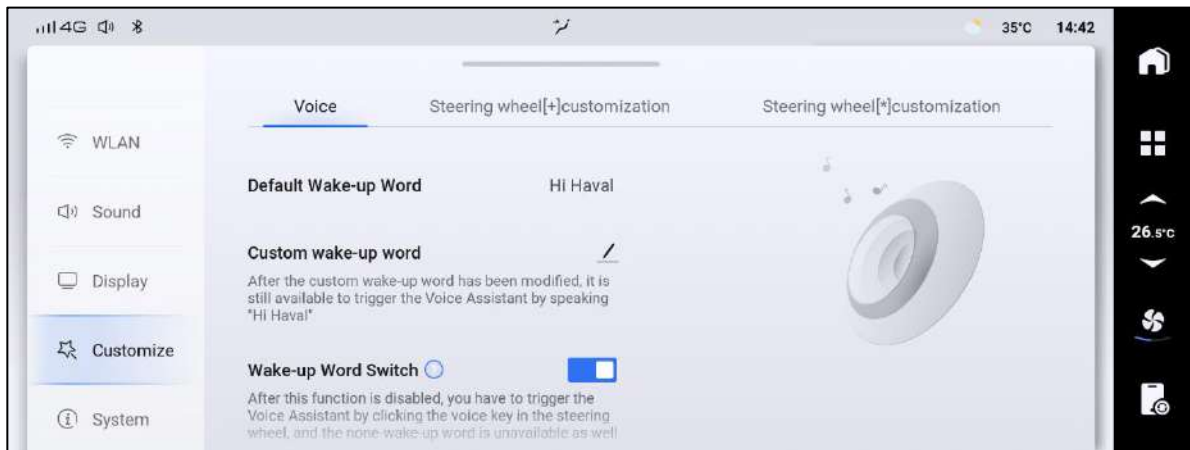 4G
35°C 14:42
Voice Steering wheel[+]customization Steering wheel[*]customization
WLAN
Default Wake-up Word Hi Haval
Sound
26.5°C
Custom wake-up word
After the custom wake-up word has been modified, it is
still available to trigger the Voice Assistant by speaking
"Hi Haval"
Display
Customize
Wake-up Word Switch
After this function is disabled, you have to trigger the
Voice Assistant by clicking the voice key in the steering
wheel, and the none-wake-up word is unavailable as well
System